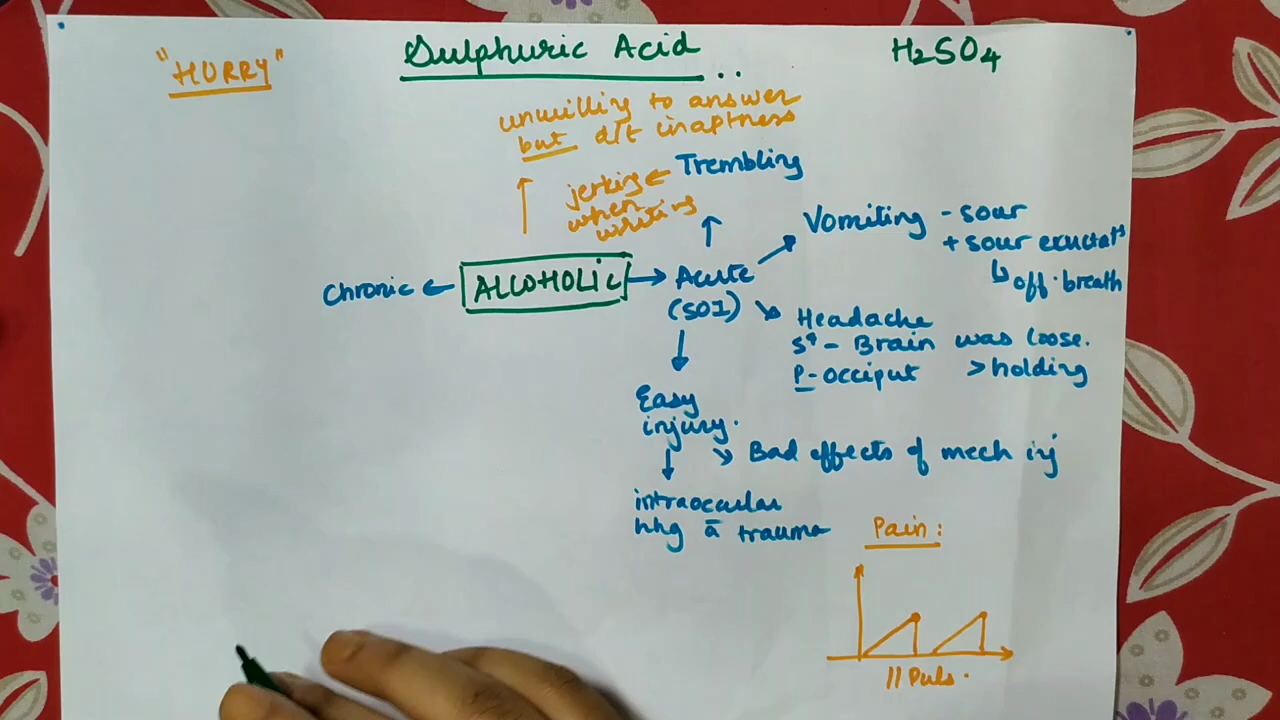 "HURRY"
Sulphuric Acid
H2SO4
unwilling to answer
but d/t inaptness
jerking ← Trembling
when
writing
Vomiting - sour
+ sour eructat^s
↳ off. breath
Chronic ← ALCOHOLIC → Acute
(SOI)
Headache
S^n - Brain was loose.
P - occiput > holding
Easy
injury.
Bad effects of mech inj
intraocular
hhg ā trauma
Pain:
// Puls.